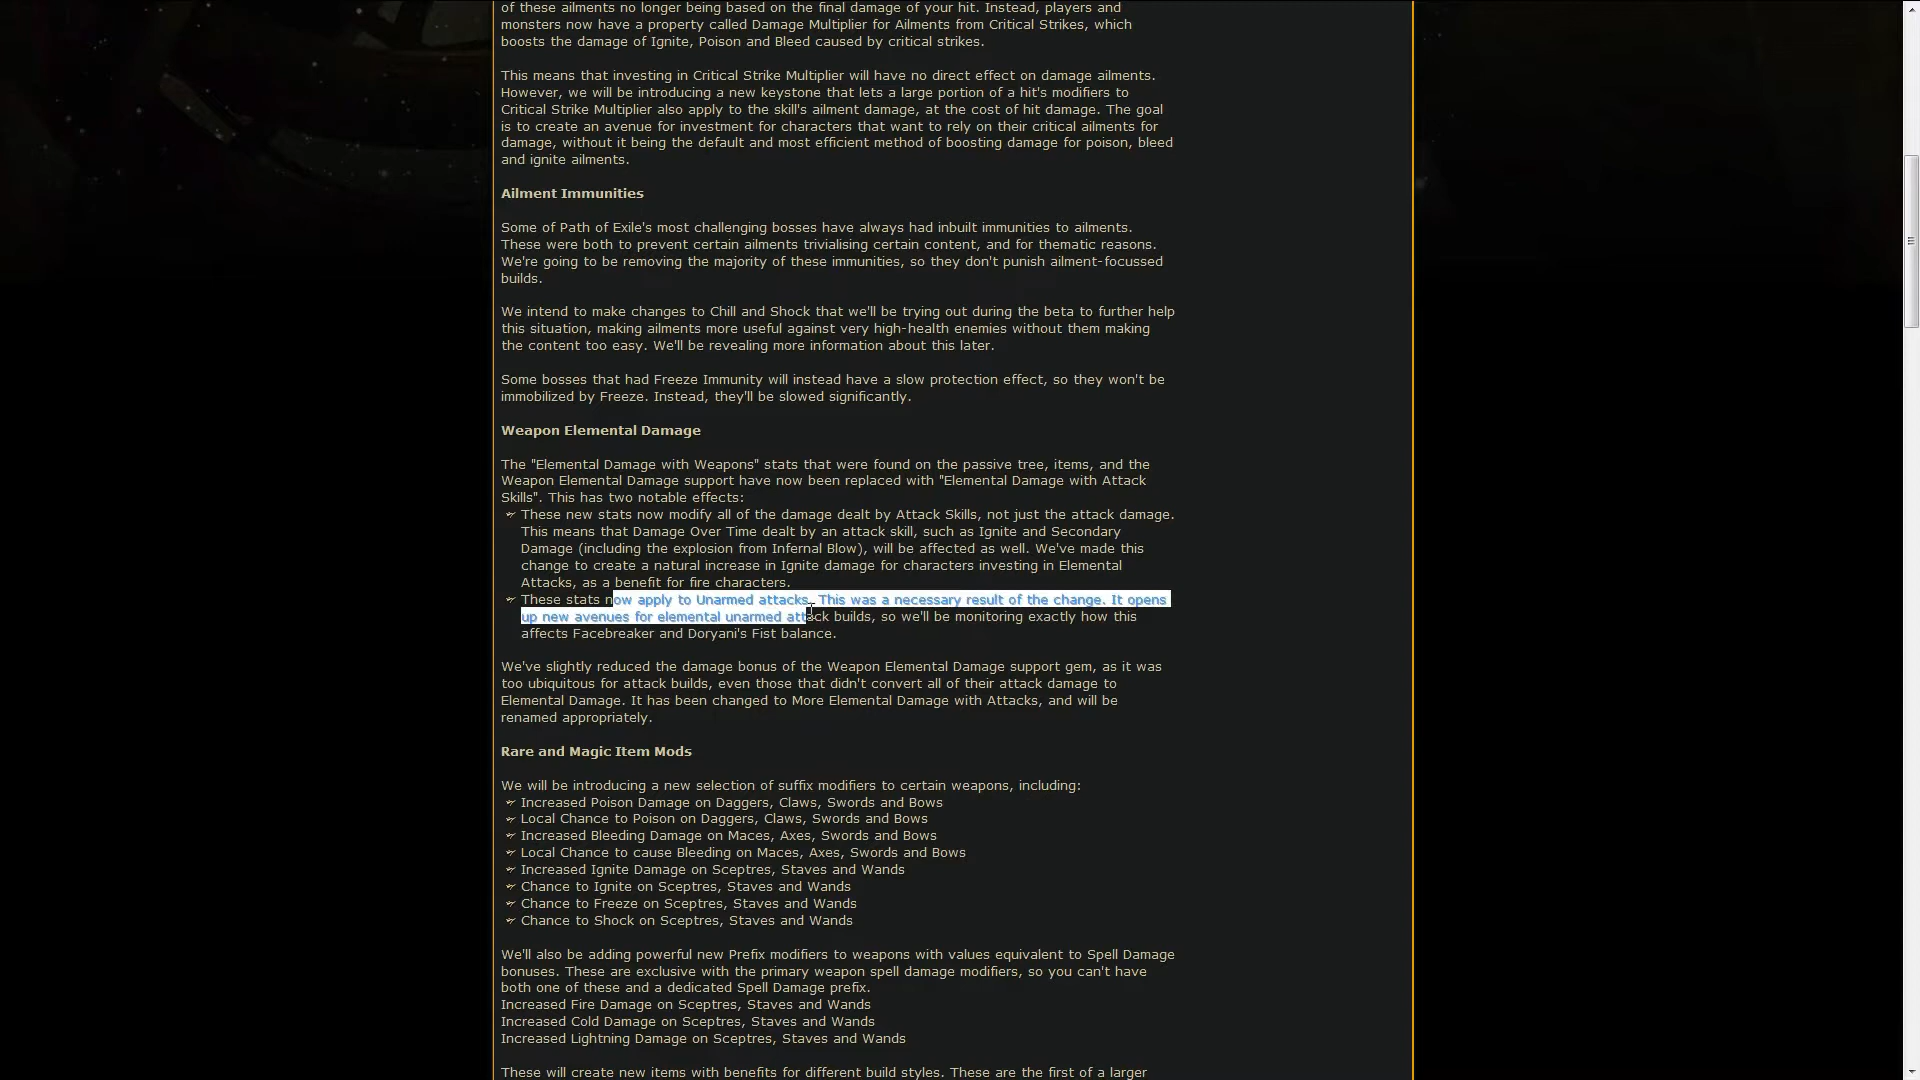 of these ailments no longer being based on the final damage of your hit. Instead, players and
monsters now have a property called Damage Multiplier for Ailments from Critical Strikes, which
boosts the damage of Ignite, Poison and Bleed caused by critical strikes.
This means that investing in Critical Strike Multiplier will have no direct effect on damage ailments.
However, we will be introducing a new keystone that lets a large portion of a hit's modifiers to
Critical Strike Multiplier also apply to the skill's ailment damage, at the cost of hit damage. The goal
is to create an avenue for investment for characters that want to rely on their critical ailments for
damage, without it being the default and most efficient method of boosting damage for poison, bleed
and ignite ailments.
Ailment Immunities
Some of Path of Exile's most challenging bosses have always had inbuilt immunities to ailments.
These were both to prevent certain ailments trivialising certain content, and for thematic reasons.
We're going to be removing the majority of these immunities, so they don't punish ailment-focussed
builds.
We intend to make changes to Chill and Shock that we'll be trying out during the beta to further help
this situation, making ailments more useful against very high-health enemies without them making
the content too easy. We'll be revealing more information about this later.
Some bosses that had Freeze Immunity will instead have a slow protection effect, so they won't be
immobilized by Freeze. Instead, they'll be slowed significantly.
Weapon Elemental Damage
The "Elemental Damage with Weapons" stats that were found on the passive tree, items, and the
Weapon Elemental Damage support have now been replaced with "Elemental Damage with Attack
Skills". This has two notable effects:
These new stats now modify all of the damage dealt by Attack Skills, not just the attack damage.
This means that Damage Over Time dealt by an attack skill, such as Ignite and Secondary
Damage (including the explosion from Infernal Blow), will be affected as well. We've made this
change to create a natural increase in Ignite damage for characters investing in Elemental
Attacks, as a benefit for fire characters.
These stats now apply to Unarmed attacks. This was a necessary result of the change. It opens
up new avenues for elemental unarmed attack builds, so we'll be monitoring exactly how this
affects Facebreaker and Doryani's Fist balance.
We've slightly reduced the damage bonus of the Weapon Elemental Damage support gem, as it was
too ubiquitous for attack builds, even those that didn't convert all of their attack damage to
Elemental Damage. It has been changed to More Elemental Damage with Attacks, and will be
renamed appropriately.
Rare and Magic Item Mods
We will be introducing a new selection of suffix modifiers to certain weapons, including:
Increased Poison Damage on Daggers, Claws, Swords and Bows
Local Chance to Poison on Daggers, Claws, Swords and Bows
Increased Bleeding Damage on Maces, Axes, Swords and Bows
Local Chance to cause Bleeding on Maces, Axes, Swords and Bows
Increased Ignite Damage on Sceptres, Staves and Wands
Chance to Ignite on Sceptres, Staves and Wands
Chance to Freeze on Sceptres, Staves and Wands
Chance to Shock on Sceptres, Staves and Wands
We'll also be adding powerful new Prefix modifiers to weapons with values equivalent to Spell Damage
bonuses. These are exclusive with the primary weapon spell damage modifiers, so you can't have
both one of these and a dedicated Spell Damage prefix.
Increased Fire Damage on Sceptres, Staves and Wands
Increased Cold Damage on Sceptres, Staves and Wands
Increased Lightning Damage on Sceptres, Staves and Wands
These will create new items with benefits for different build styles. These are the first of a larger